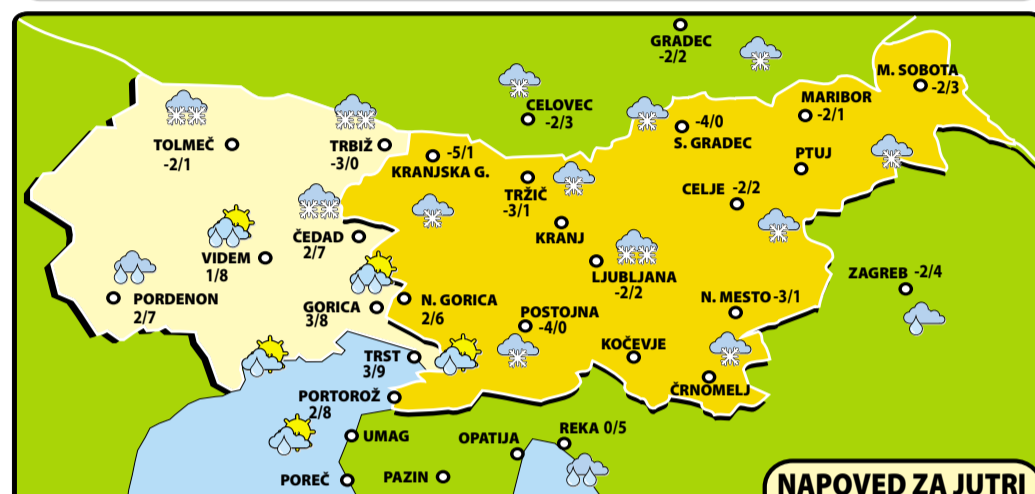 GRADEC
-2/2
M. SOBOTA
-2/3
CELOVEC
-2/3
MARIBOR
-2/1
-4/0
S. GRADEC
TOLMEČ
-2/1
TRBIŽ
-3/0
-5/1
KRANJSKA G.
PTUJ
TRŽIČ
-3/1
CELJE -2/2
KRANJ
ČEDAD
2/7
VIDEM
1/8
LJUBLJANA
-2/2
ZAGREB -2/4
PORDENON
2/7
GORICA
3/8
N. GORICA
2/6
POSTOJNA
-4/0
N. MESTO -3/1
KOČEVJE
TRST
3/9
ČRNOMELJ
PORTOROŽ
2/8
UMAG
OPATIJA
REKA 0/5
POREČ
PAZIN
NAPOVED ZA JUTRI